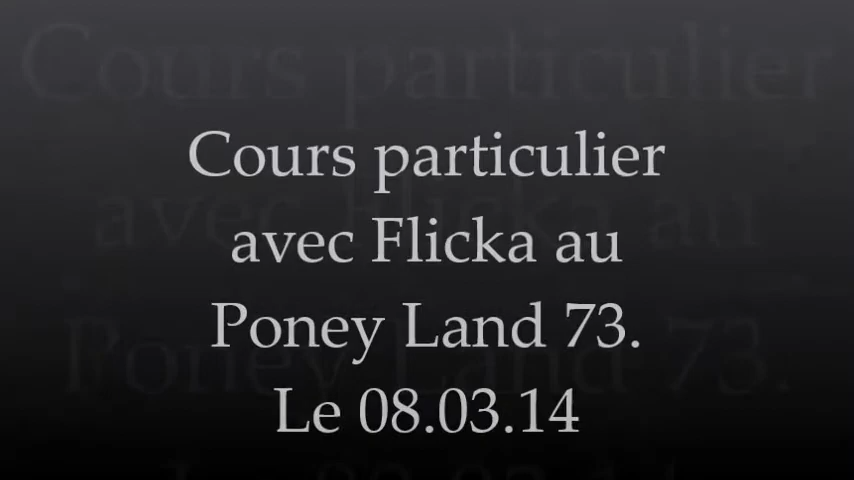 Cours particulier
avec Flicka au
Poney Land 73.
Le 08.03.14